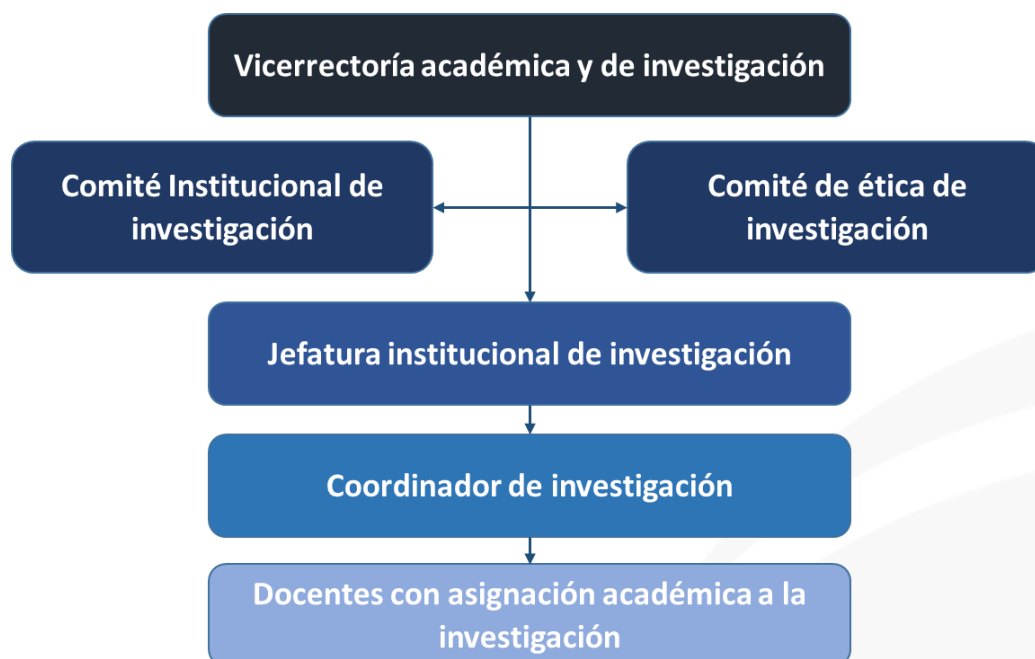 Vicerrectoría académica y de investigación
Comité Institucional de
investigación
Comité de ética de
investigación
Jefatura institucional de investigación
Coordinador de investigación
Docentes con asignación académica a la
investigación